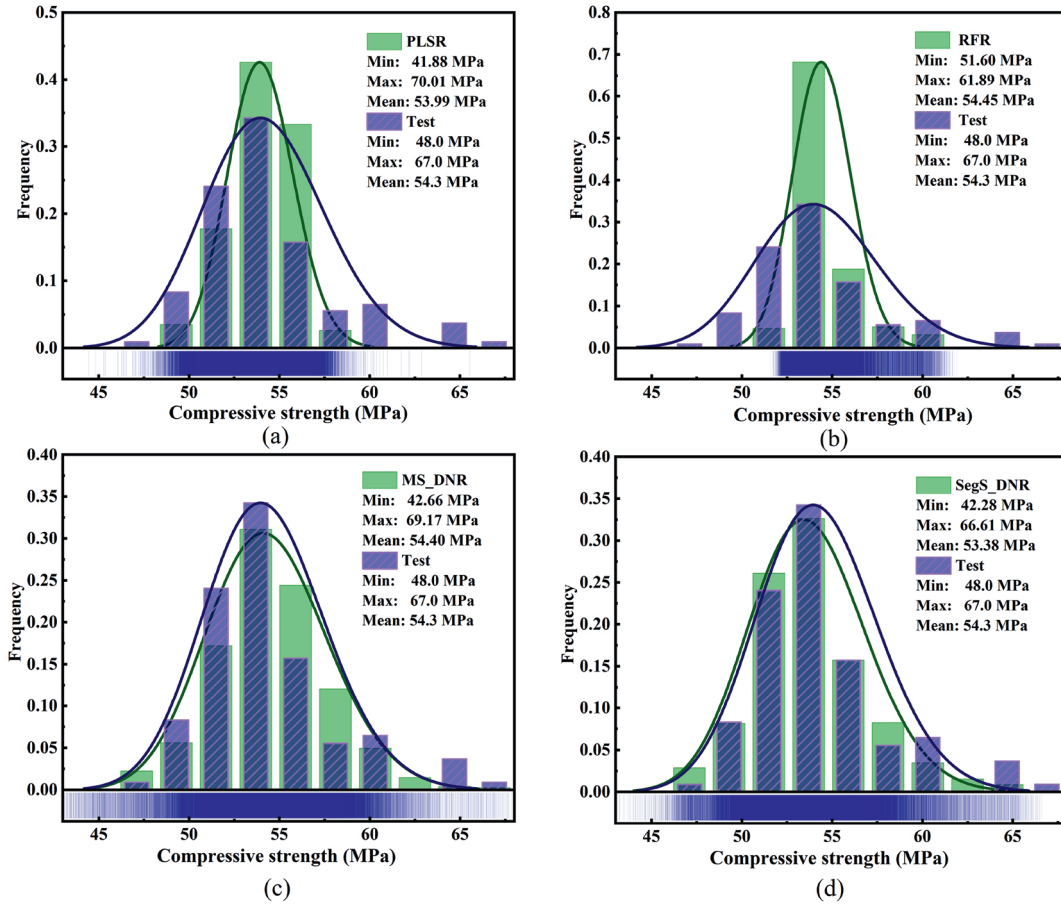 0.5
0.4
0.3
0.2
0.1
0.0
Frequency
PLSR
Min: 41.88 MPa
Max: 70.01 MPa
Mean: 53.99 MPa
Test
Min: 48.0 MPa
Max: 67.0 MPa
Mean: 54.3 MPa
45 50 55 60 65
Compressive strength (MPa)
(a)
0.8
0.7
0.6
0.5
0.4
0.3
0.2
0.1
0.0
Frequency
RFR
Min: 51.60 MPa
Max: 61.89 MPa
Mean: 54.45 MPa
Test
Min: 48.0 MPa
Max: 67.0 MPa
Mean: 54.3 MPa
45 50 55 60 65
Compressive strength (MPa)
(b)
0.40
0.35
0.30
0.25
0.20
0.15
0.10
0.05
0.00
Frequency
MS_DNR
Min: 42.66 MPa
Max: 69.17 MPa
Mean: 54.40 MPa
Test
Min: 48.0 MPa
Max: 67.0 MPa
Mean: 54.3 MPa
45 50 55 60 65
Compressive strength (MPa)
(c)
0.40
0.35
0.30
0.25
0.20
0.15
0.10
0.05
0.00
Frequency
SegS_DNR
Min: 42.28 MPa
Max: 66.61 MPa
Mean: 53.38 MPa
Test
Min: 48.0 MPa
Max: 67.0 MPa
Mean: 54.3 MPa
45 50 55 60 65
Compressive strength (MPa)
(d)